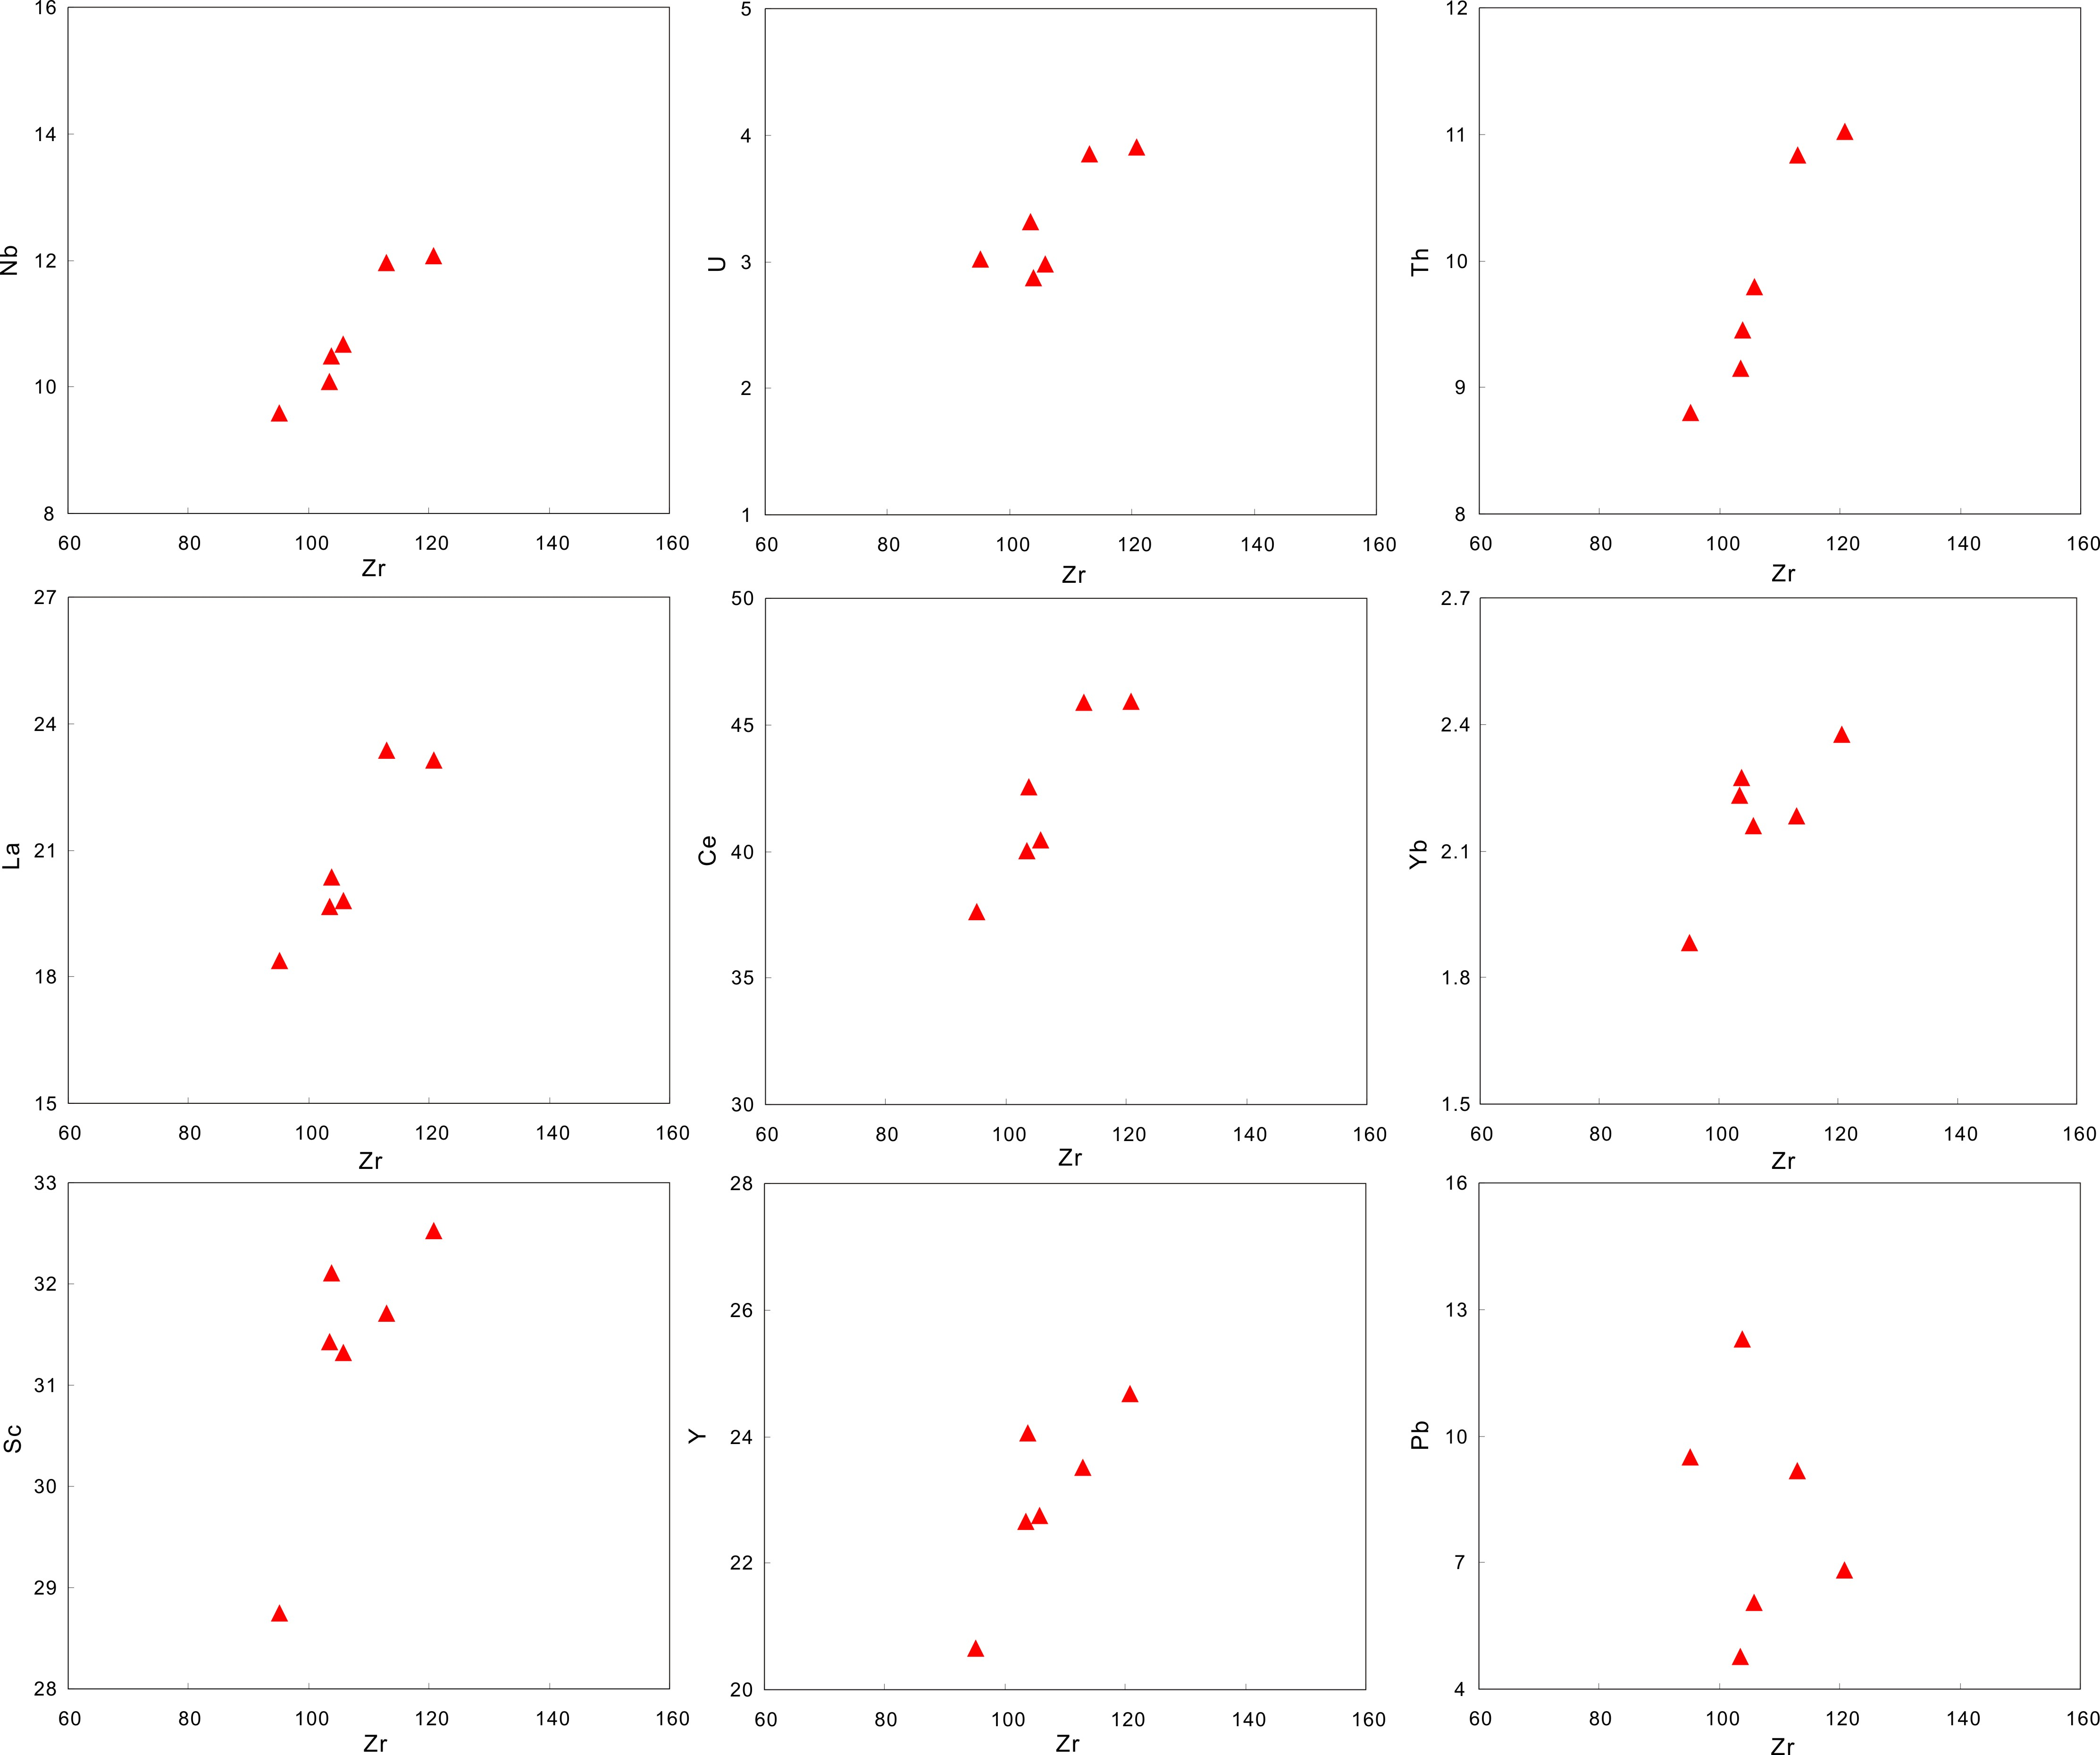 16
14
12
10
8
Nb
60 80 100 120 140 160
Zr
5
4
3
2
1
U
60 80 100 120 140 160
Zr
12
11
10
9
8
Th
60 80 100 120 140 160
Zr
27
24
21
18
15
La
60 80 100 120 140 160
Zr
50
45
40
35
30
Ce
60 80 100 120 140 160
Zr
2.7
2.4
2.1
1.8
1.5
Yb
60 80 100 120 140 160
Zr
33
32
31
30
29
28
Sc
60 80 100 120 140 160
Zr
28
26
24
22
20
Y
60 80 100 120 140 160
Zr
16
13
10
7
4
Pb
60 80 100 120 140 160
Zr